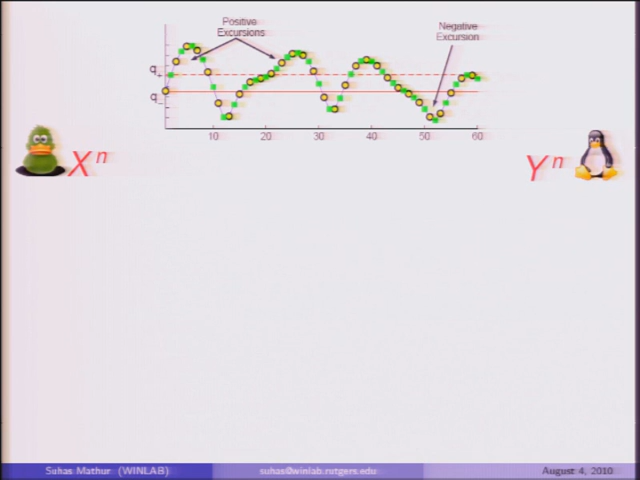 Positive
Excursions
Negative
Excursion
q+
q-
10 20 30 40 50 60
X^n
Y^n
Suhas Mathur (WINLAB) suhas@winlab.rutgers.edu August 4, 2010